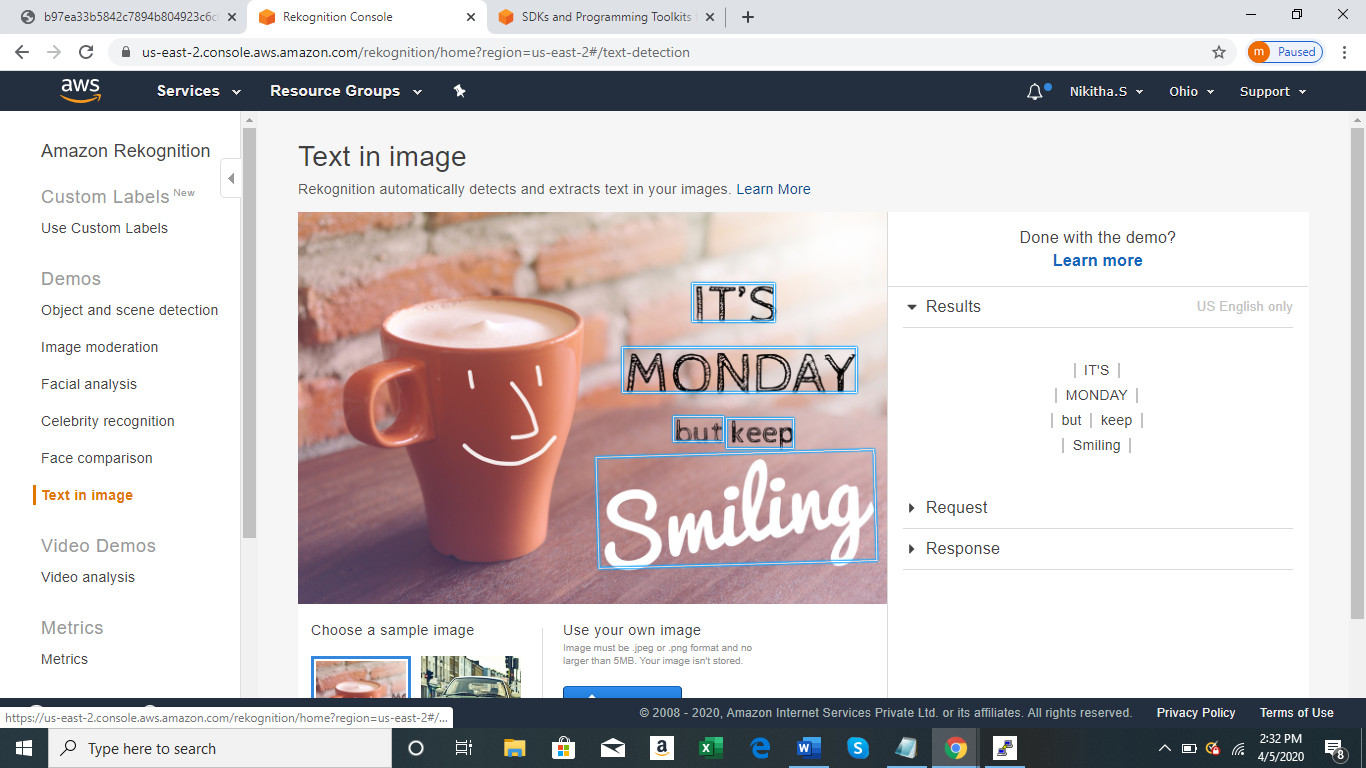 b97ea33b5842c7894b804923c6c
Rekognition Console
SDKs and Programming Toolkits
us-east-2.console.aws.amazon.com/rekognition/home?region=us-east-2#/text-detection
m Paused
aws Services Resource Groups Nikitha.S Ohio Support
Amazon Rekognition
Custom Labels New
Use Custom Labels
Demos
Object and scene detection
Image moderation
Facial analysis
Celebrity recognition
Face comparison
Text in image
Video Demos
Video analysis
Metrics
Metrics
Text in image
Rekognition automatically detects and extracts text in your images. Learn More
IT'S
MONDAY
but keep
Smiling
Choose a sample image
Use your own image
Image must be .jpeg or .png format and no
larger than 5MB. Your image isn't stored.
Done with the demo?
Learn more
Results US English only
| IT'S |
| MONDAY |
| but | keep |
| Smiling |
Request
Response
https://us-east-2.console.aws.amazon.com/rekognition/home?region=us-east-2#/...
© 2008 - 2020, Amazon Internet Services Private Ltd. or its affiliates. All rights reserved. Privacy Policy Terms of Use
Type here to search
2:32 PM
4/5/2020
8